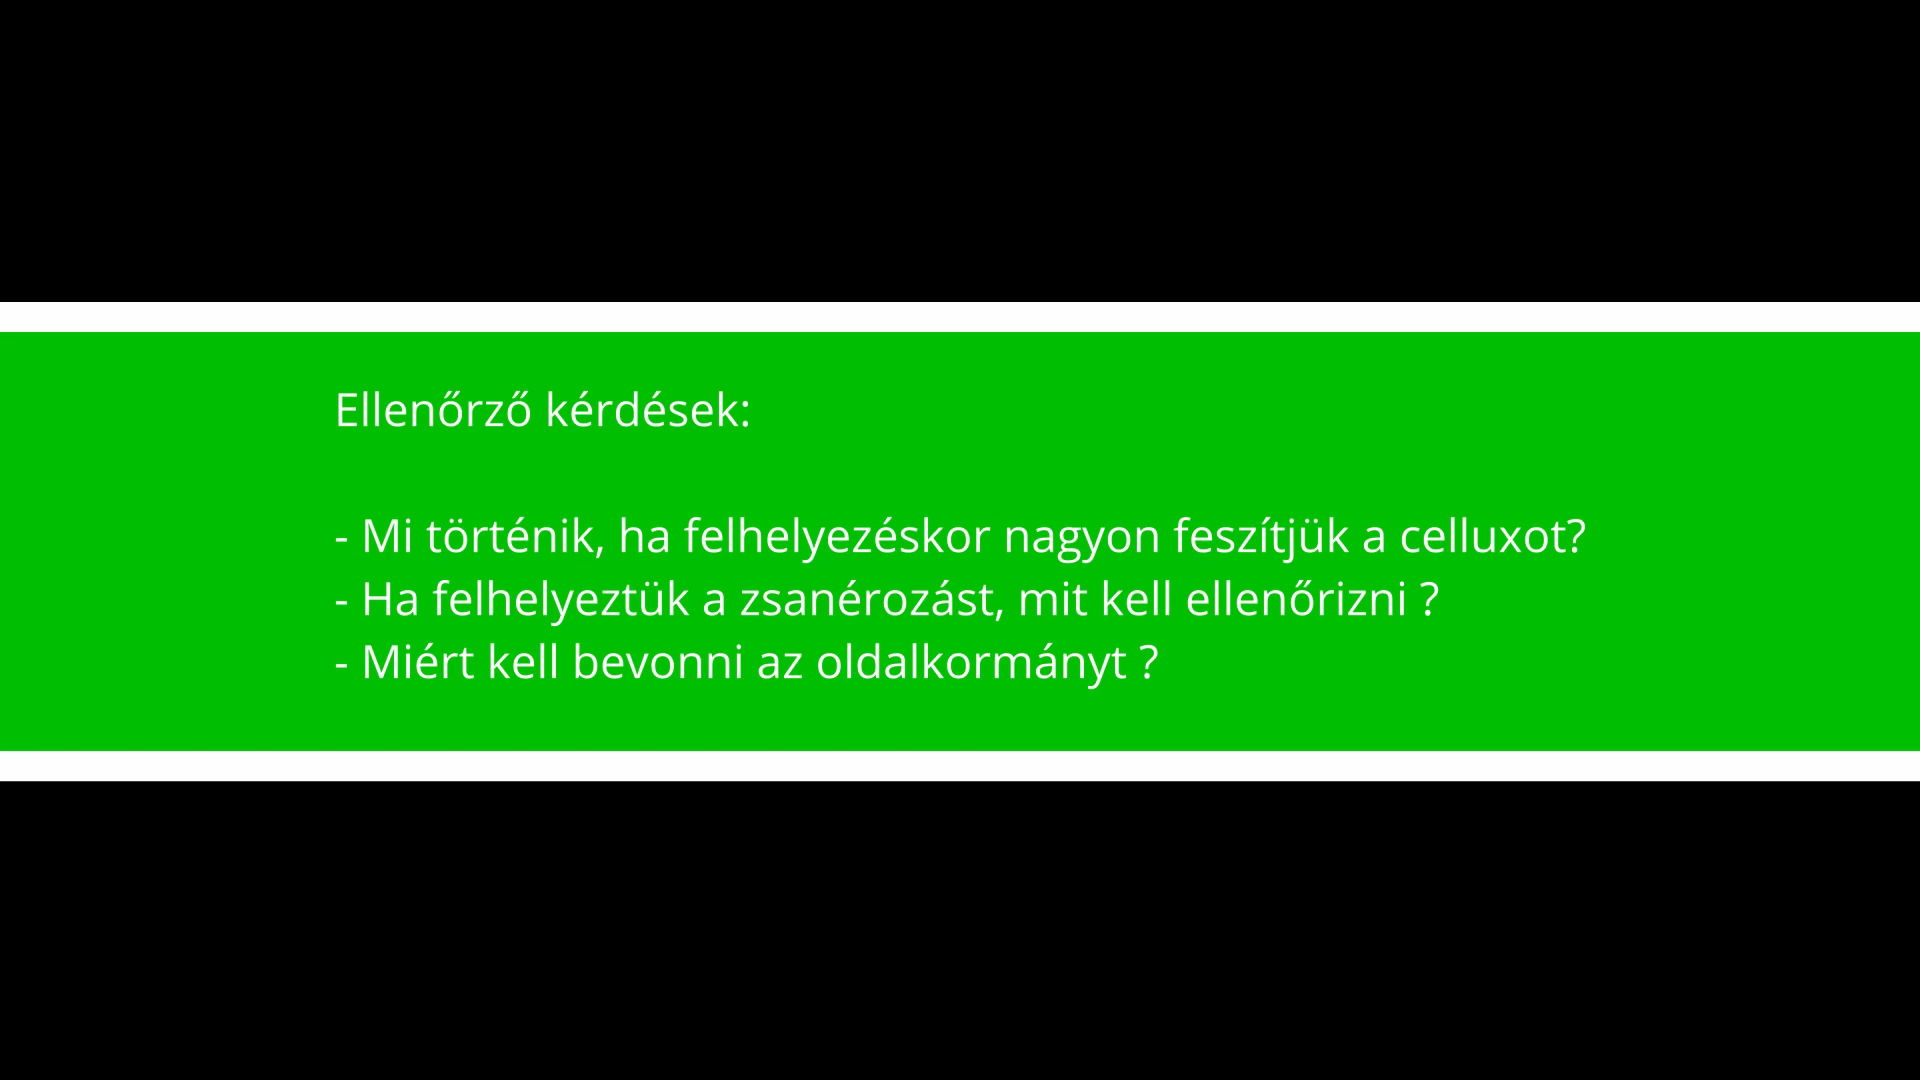 Ellenőrző kérdések:
- Mi történik, ha felhelyezéskor nagyon feszítjük a celluxot?
- Ha felhelyeztük a zsanérozást, mit kell ellenőrizni ?
- Miért kell bevonni az oldalkormányt ?